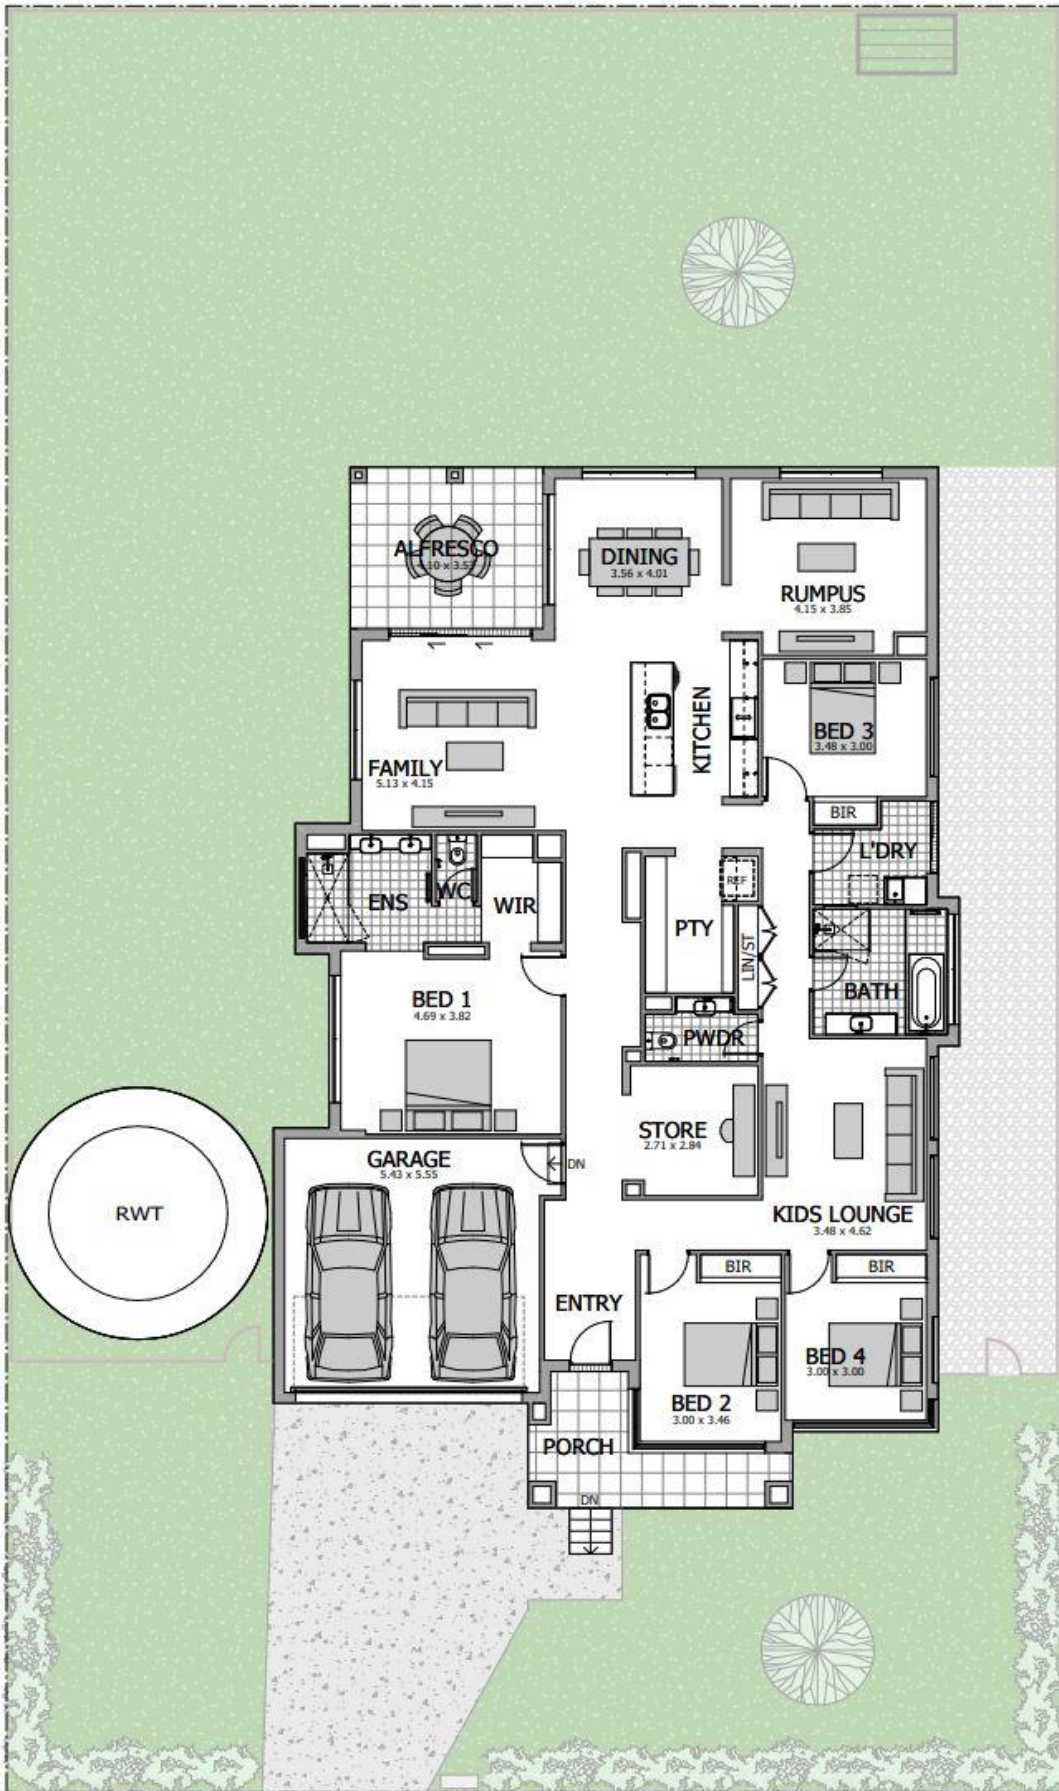 ALFRESCO
DINING
3.56 x 4.01
RUMPUS
4.15 x 3.85
KITCHEN
BED 3
3.48 x 3.00
FAMILY
5.13 x 4.15
BIR
L'DRY
ENS
WC
WIR
REF
PTY
LIN/ST
BED 1
4.69 x 3.82
BATH
PWDR
STORE
2.71 x 2.84
GARAGE
5.43 x 5.55
DN
RWT
KIDS LOUNGE
3.48 x 4.62
BIR
BIR
ENTRY
BED 4
3.00 x 3.00
BED 2
3.00 x 3.46
PORCH
DN